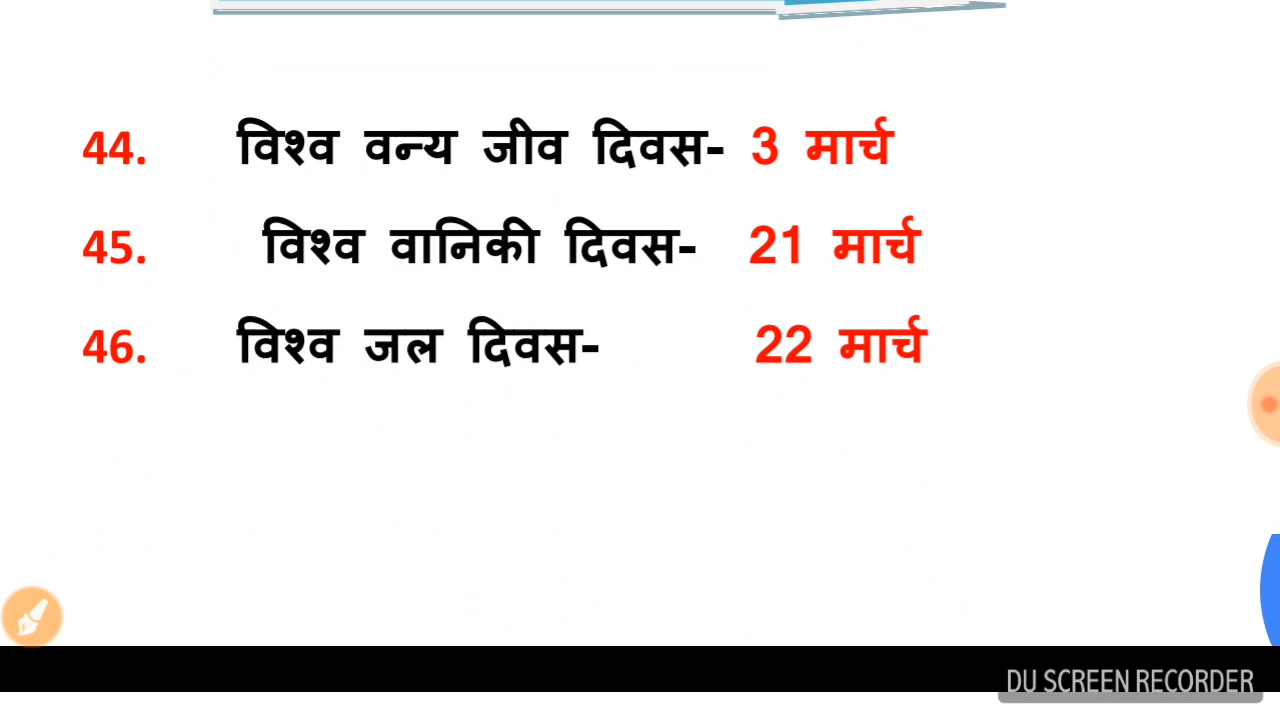 44. विश्व वन्य जीव दिवस- 3 मार्च
45. विश्व वानिकी दिवस- 21 मार्च
46. विश्व जल दिवस- 22 मार्च
DU SCREEN RECORDER